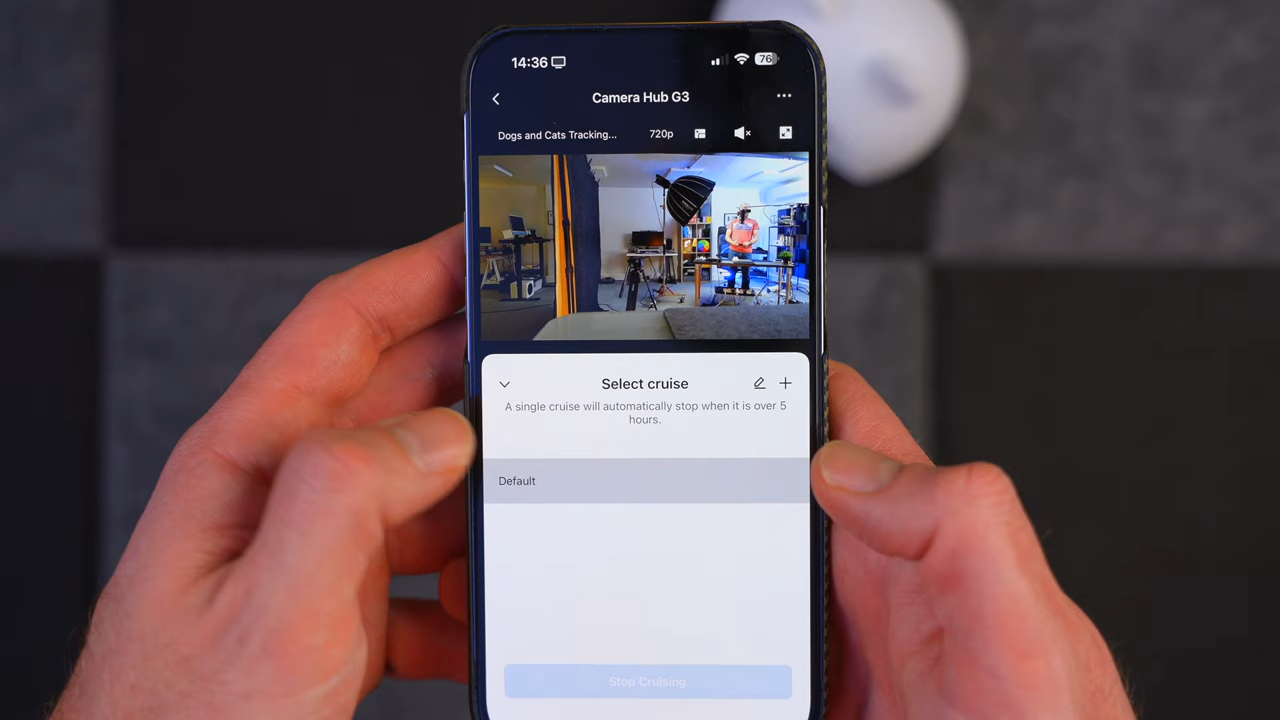 14:36
76
Camera Hub G3
Dogs and Cats Tracking...
720p
Select cruise
A single cruise will automatically stop when it is over 5
hours.
Default
Stop Cruising